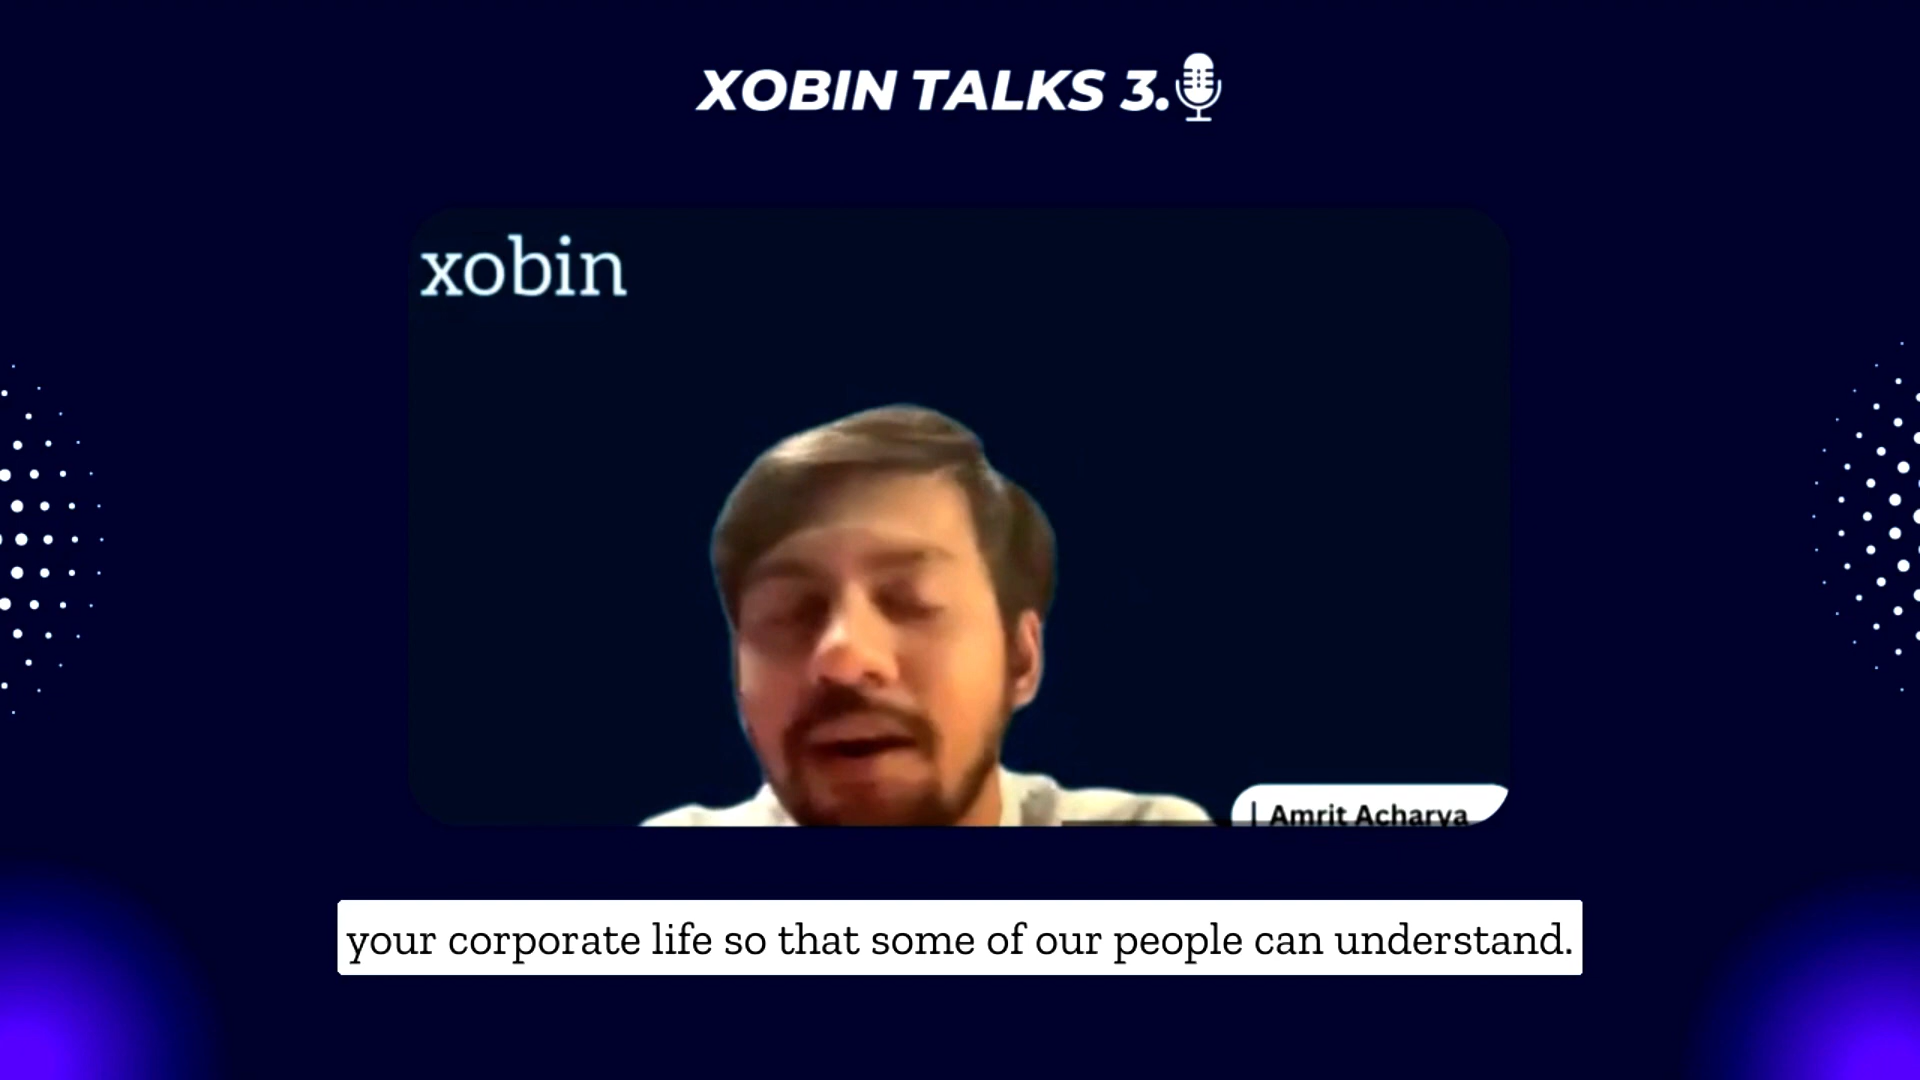 XOBIN TALKS 3.
xobin
| Amrit Acharya
your corporate life so that some of our people can understand.